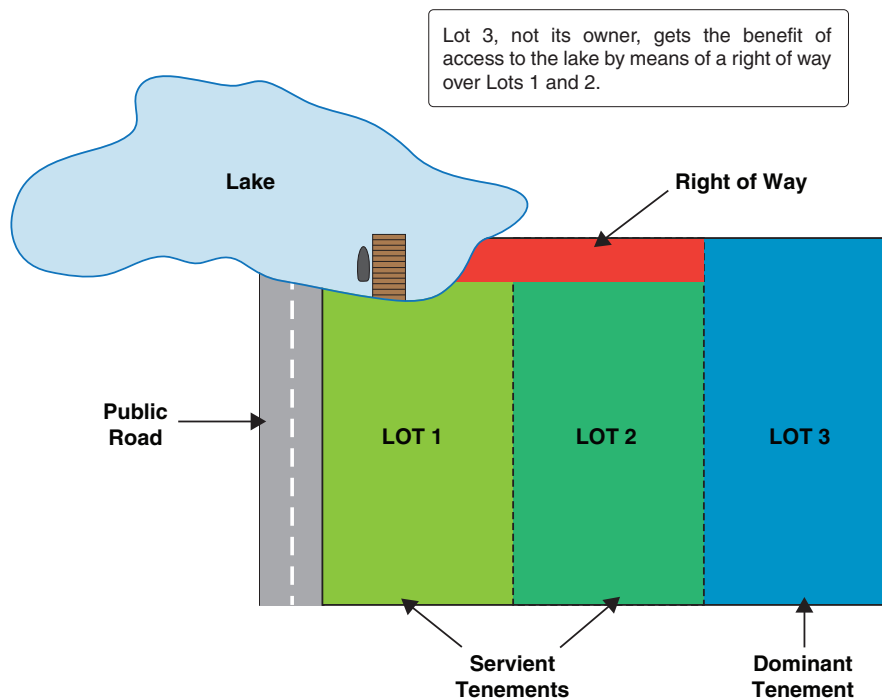 Lot 3, not its owner, gets the benefit of
access to the lake by means of a right of way
over Lots 1 and 2.
Lake
Right of Way
Public
Road
LOT 1
LOT 2
LOT 3
Servient
Tenements
Dominant
Tenement